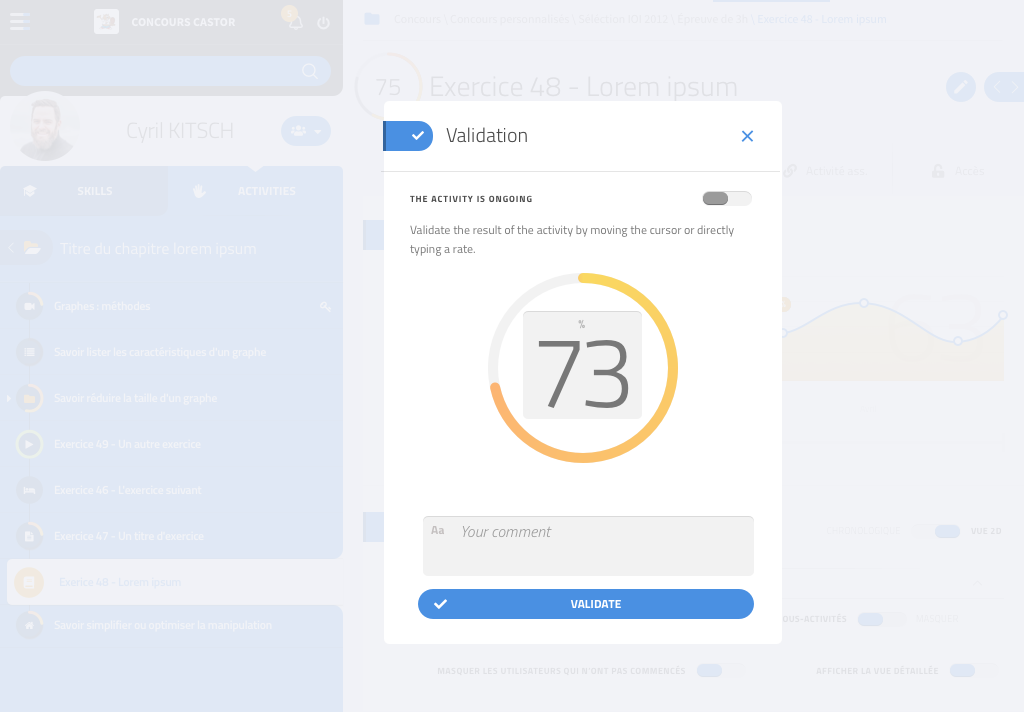 CONCOURS CASTOR
Concours \ Concours personnalisés \ Sélection IOI 2012 \ Épreuve de 3h \ Exercice 48 - Lorem ipsum
75
Exercice 48 - Lorem ipsum
Cyril KITSCH
SKILLS
ACTIVITIES
Accès
Titre du chapitre lorem ipsum
Graphes : méthodes
Savoir lister les caractéristiques d'un graphe
Savoir réduire la taille d'un graphe
Exercice 49 - Un autre exercice
Exercice 46 - L'exercice suivant
Exercice 47 - Un titre d'exercice
Exerice 48 - Lorem ipsum
Savoir simplifier ou optimiser la manipulation
Validation
THE ACTIVITY IS ONGOING
Validate the result of the activity by moving the cursor or directly
typing a rate.
%
73
Aa
Your comment
VALIDATE
VUE 2D
OUS-ACTIVITÉS
MASQUER LES UTILISATEURS QUI N'ONT PAS COMMENCÉS
AFFICHER LA VUE DÉTAILLÉE